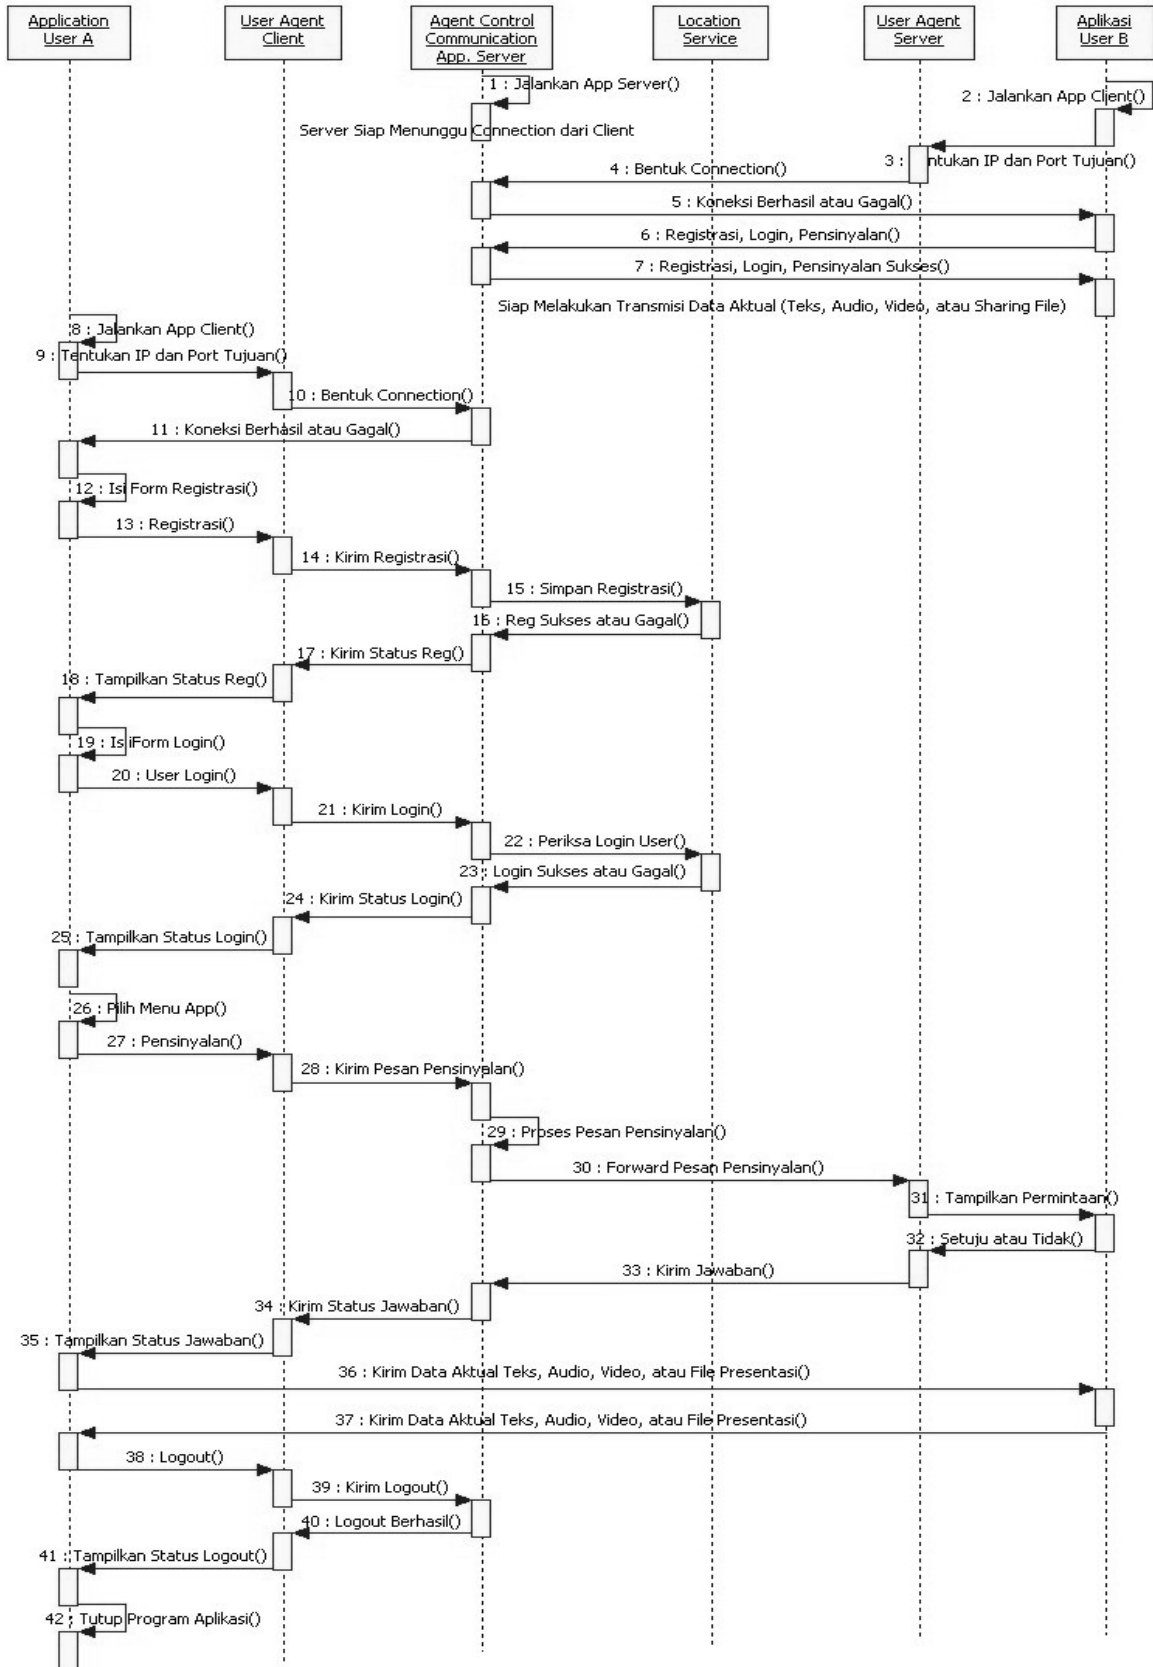 Application
User A
User Agent
Client
Agent Control
Communication
App. Server
Location
Service
User Agent
Server
Aplikasi
User B
1 : Jalankan App Server()
2 : Jalankan App Client()
Server Siap Menunggu Connection dari Client
3 : Tentukan IP dan Port Tujuan()
4 : Bentuk Connection()
5 : Koneksi Berhasil atau Gagal()
6 : Registrasi, Login, Pensinyalan()
7 : Registrasi, Login, Pensinyalan Sukses()
Siap Melakukan Transmisi Data Aktual (Teks, Audio, Video, atau Sharing File)
8 : Jalankan App Client()
9 : Tentukan IP dan Port Tujuan()
10 : Bentuk Connection()
11 : Koneksi Berhasil atau Gagal()
12 : Isi Form Registrasi()
13 : Registrasi()
14 : Kirim Registrasi()
15 : Simpan Registrasi()
16 : Reg Sukses atau Gagal()
17 : Kirim Status Reg()
18 : Tampilkan Status Reg()
19 : Is iForm Login()
20 : User Login()
21 : Kirim Login()
22 : Periksa Login User()
23 : Login Sukses atau Gagal()
24 : Kirim Status Login()
25 : Tampilkan Status Login()
26 : Pilih Menu App()
27 : Pensinyalan()
28 : Kirim Pesan Pensinyalan()
29 : Proses Pesan Pensinyalan()
30 : Forward Pesan Pensinyalan()
31 : Tampilkan Permintaan()
32 : Setuju atau Tidak()
33 : Kirim Jawaban()
34 : Kirim Status Jawaban()
35 : Tampilkan Status Jawaban()
36 : Kirim Data Aktual Teks, Audio, Video, atau File Presentasi()
37 : Kirim Data Aktual Teks, Audio, Video, atau File Presentasi()
38 : Logout()
39 : Kirim Logout()
40 : Logout Berhasil()
41 : Tampilkan Status Logout()
42 : Tutup Program Aplikasi()